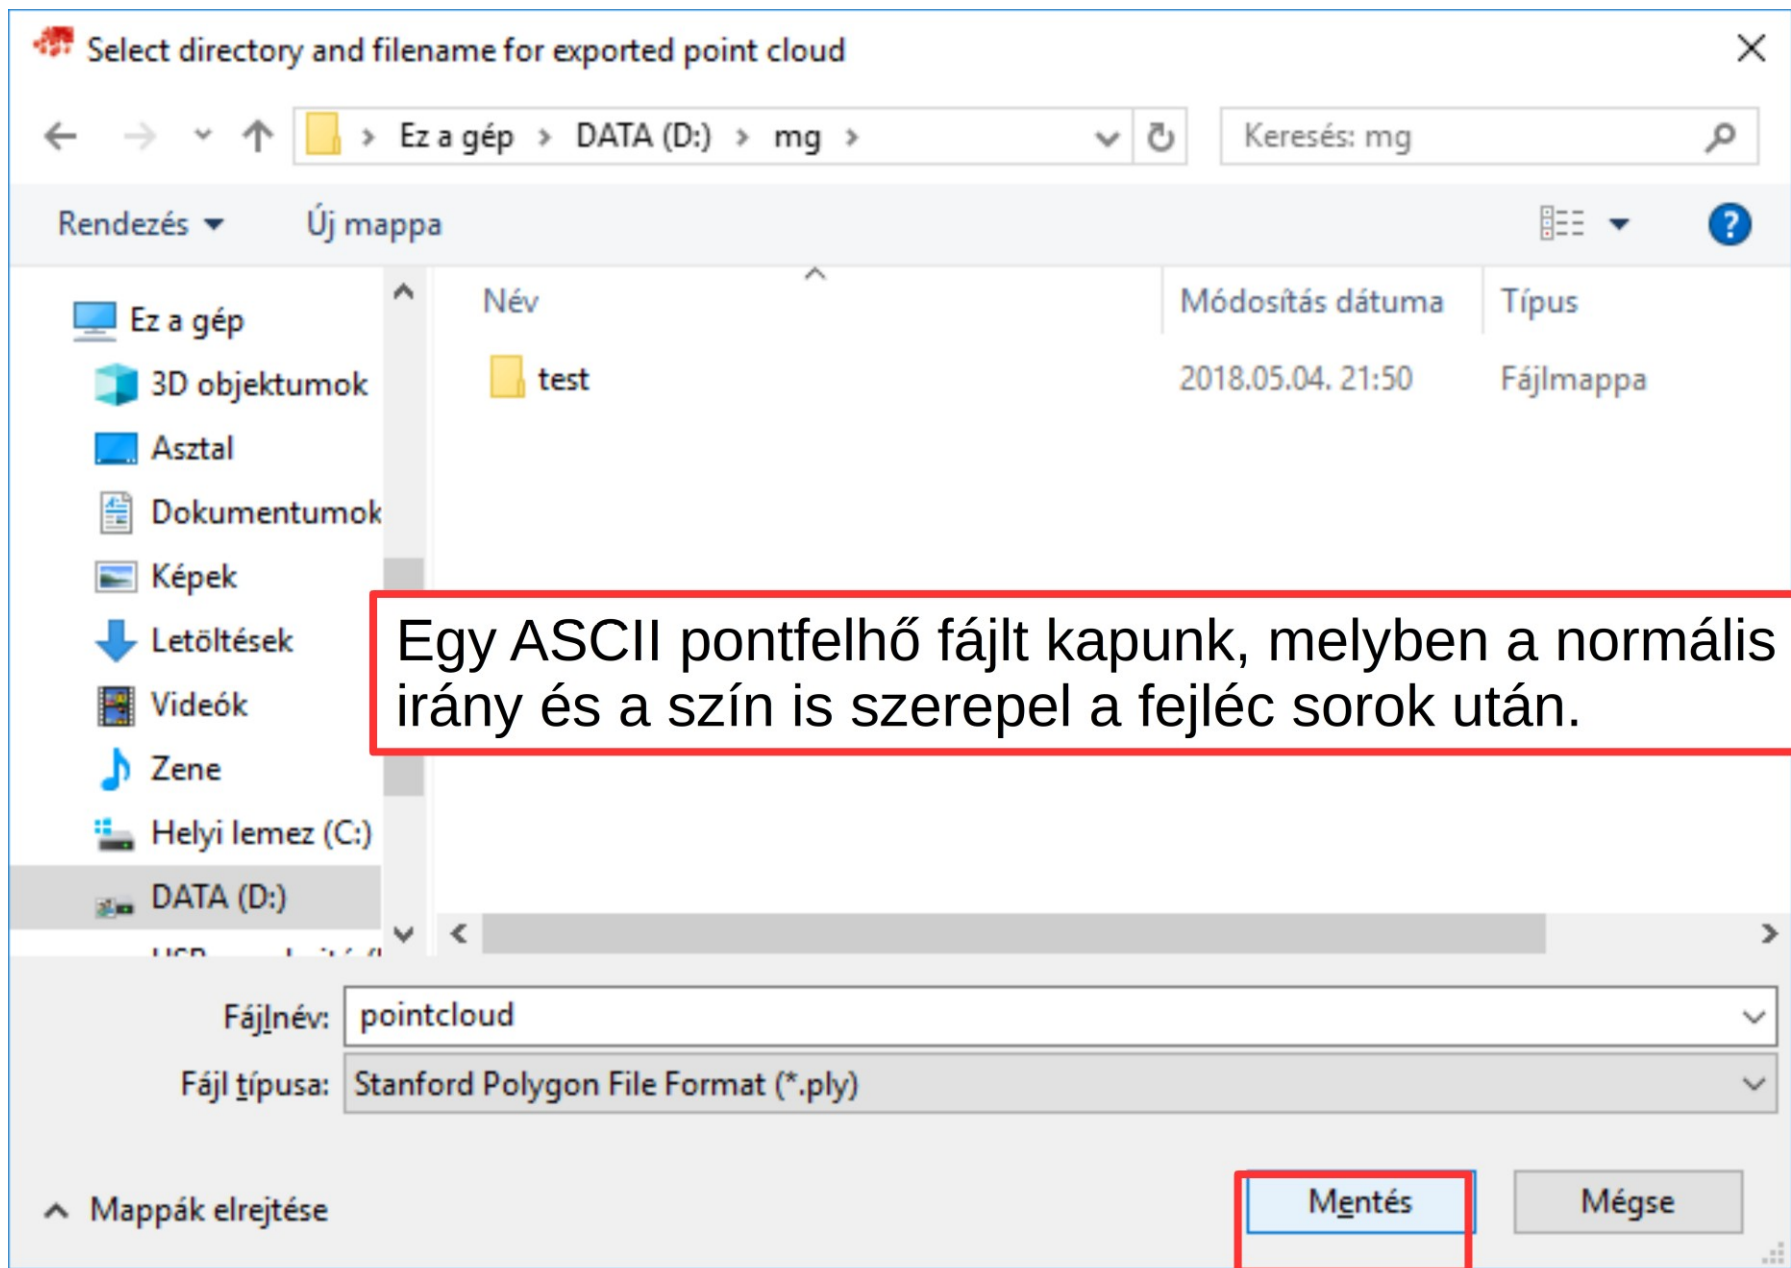 Select directory and filename for exported point cloud
Ez a gép > DATA (D:) > mg >
Keresés: mg
Rendezés
Új mappa
Név
Módosítás dátuma
Típus
Ez a gép
3D objektumok
test
2018.05.04. 21:50
Fájlmappa
Asztal
Dokumentumok
Képek
Letöltések
Videók
Zene
Helyi lemez (C:)
DATA (D:)
Egy ASCII pontfelhő fájlt kapunk, melyben a normális
irány és a szín is szerepel a fejléc sorok után.
Fájlnév: pointcloud
Fájl típusa: Stanford Polygon File Format (*.ply)
Mappák elrejtése
Mentés
Mégse